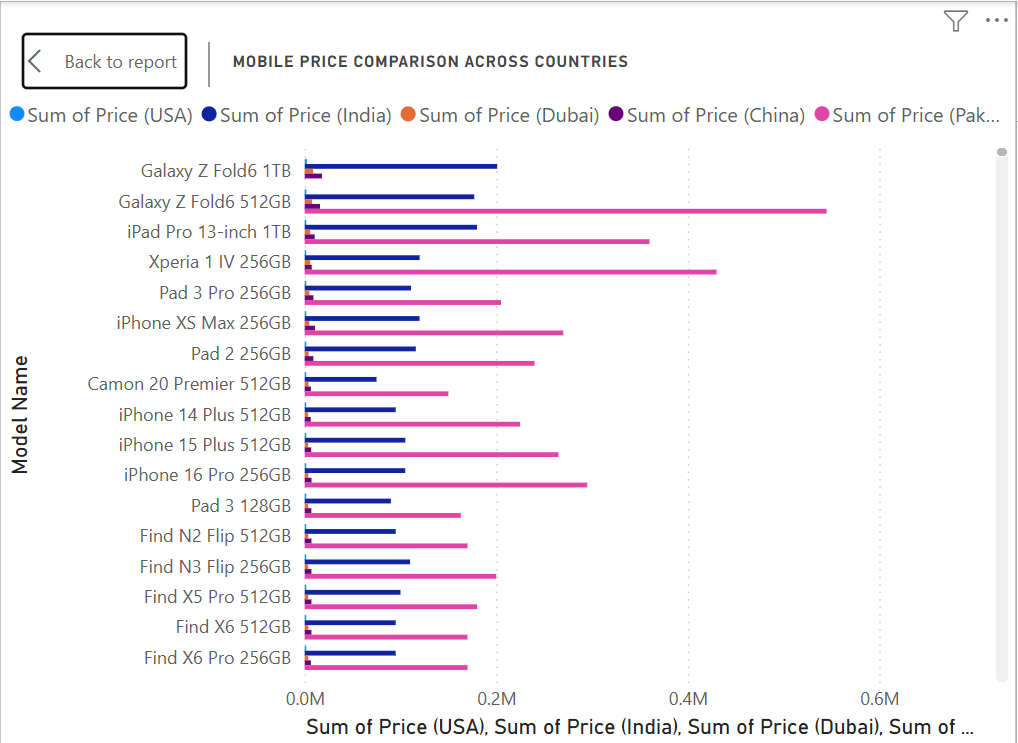 Back to report
MOBILE PRICE COMPARISON ACROSS COUNTRIES
Sum of Price (USA) Sum of Price (India) Sum of Price (Dubai) Sum of Price (China) Sum of Price (Pak...
Model Name
Galaxy Z Fold6 1TB
Galaxy Z Fold6 512GB
iPad Pro 13-inch 1TB
Xperia 1 IV 256GB
Pad 3 Pro 256GB
iPhone XS Max 256GB
Pad 2 256GB
Camon 20 Premier 512GB
iPhone 14 Plus 512GB
iPhone 15 Plus 512GB
iPhone 16 Pro 256GB
Pad 3 128GB
Find N2 Flip 512GB
Find N3 Flip 256GB
Find X5 Pro 512GB
Find X6 512GB
Find X6 Pro 256GB
0.0M 0.2M 0.4M 0.6M
Sum of Price (USA), Sum of Price (India), Sum of Price (Dubai), Sum of ...